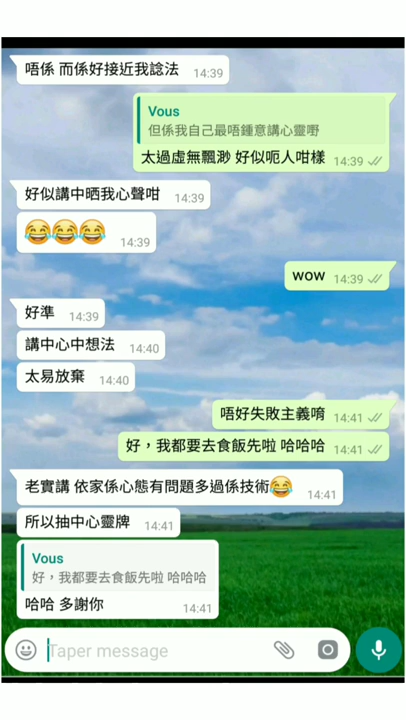 唔係 而係好接近我諗法 14:39
Vous
但係我自己最唔鍾意講心靈嘢
太過虛無飄渺 好似呃人咁樣 14:39
好似講中晒我心聲咁 14:39
😂😂😂 14:39
wow 14:39
好準 14:39
講中心中想法 14:40
太易放棄 14:40
唔好失敗主義唷 14:41
好，我都要去食飯先啦 哈哈哈 14:41
老實講 依家係心態有問題多過係技術😂 14:41
所以抽中心靈牌 14:41
Vous
好，我都要去食飯先啦 哈哈哈
哈哈 多謝你 14:41
Taper message